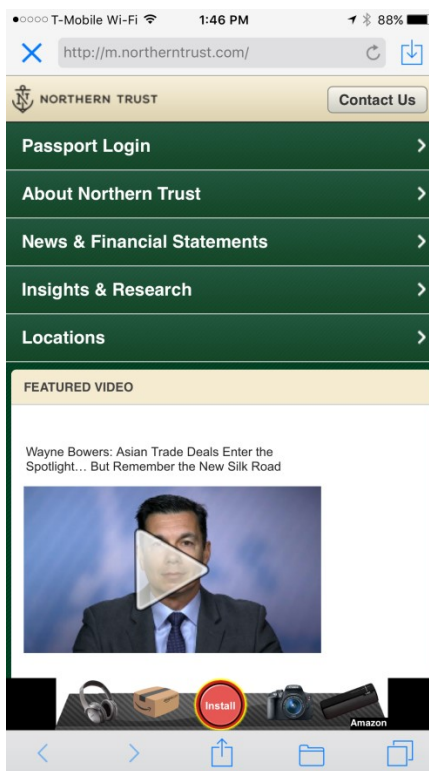 T-Mobile Wi-Fi 1:46 PM 88%
http://m.northerntrust.com/
NT NORTHERN TRUST Contact Us
Passport Login
About Northern Trust
News & Financial Statements
Insights & Research
Locations
FEATURED VIDEO
Wayne Bowers: Asian Trade Deals Enter the
Spotlight... But Remember the New Silk Road
Install
Amazon